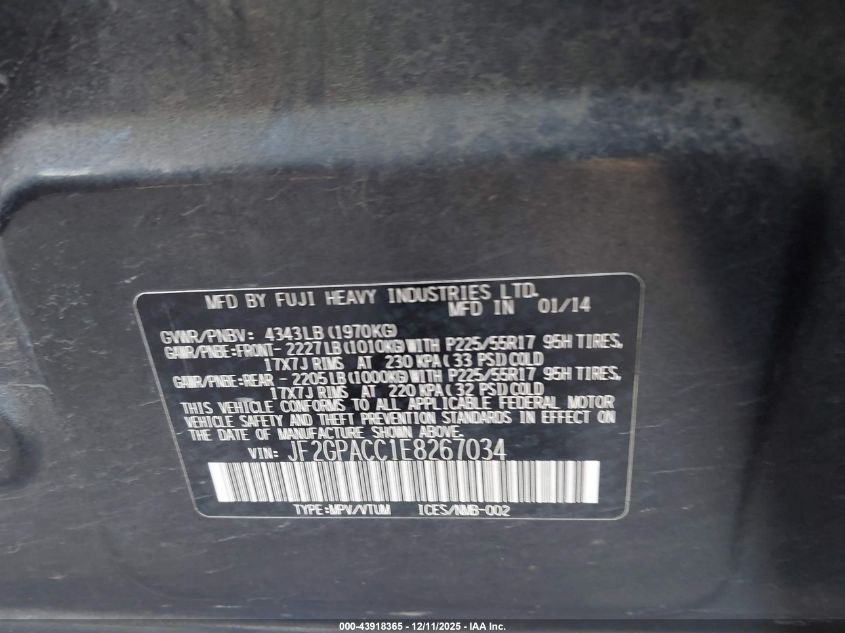 MFD BY FUJI HEAVY INDUSTRIES LTD.
MFD IN 01/14
GVWR/PNBV: 4343LB(1970KG)
GAWR/PNBE:FRONT-2227LB(1010KG)WITH P225/55R17 95H TIRES,
17X7J RIMS AT 230 KPA(33 PSI)COLD
GAWR/PNBE:REAR -2205LB(1000KG)WITH P225/55R17 95H TIRES,
17X7J RIMS AT 220 KPA(32 PSI)COLD
THIS VEHICLE CONFORMS TO ALL APPLICABLE FEDERAL MOTOR
VEHICLE SAFETY AND THEFT PREVENTION STANDARDS IN EFFECT ON
THE DATE OF MANUFACTURE SHOWN ABOVE.
VIN: JF2GPACC1E8267034
TYPE:MPV/VTUM ICES/NMB-002
000-43918365 - 12/11/2025 - IAA Inc.